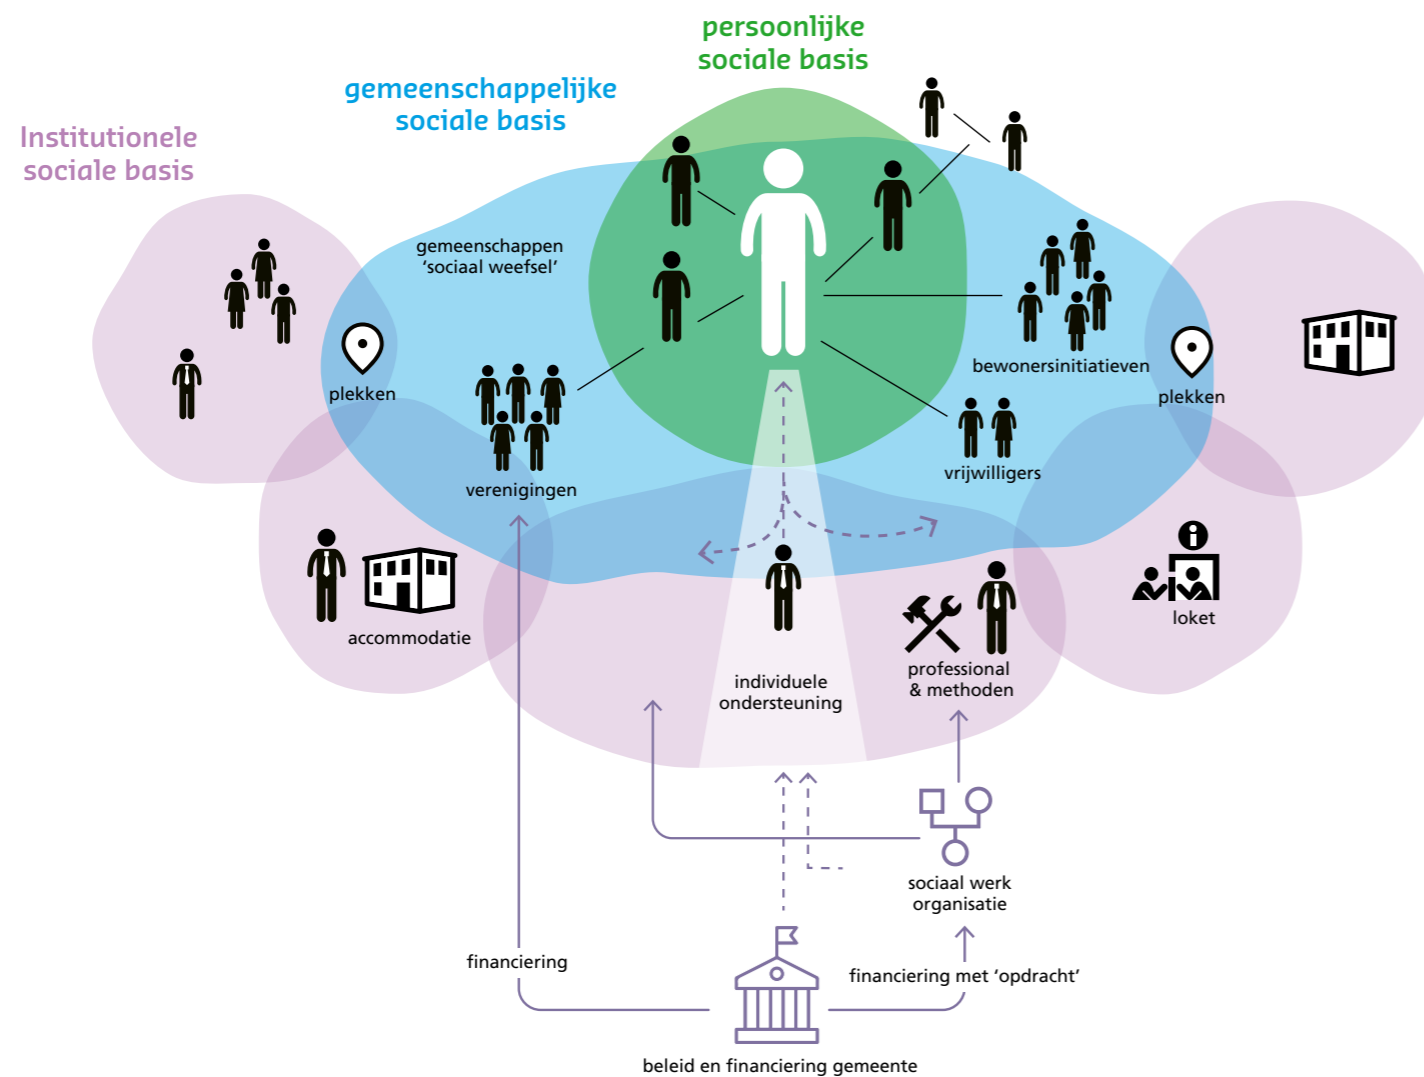 persoonlijke
sociale basis
gemeenschappelijke
sociale basis
Institutionele
sociale basis
gemeenschappen
‘sociaal weefsel’
plekken
bewonersinitiatieven
plekken
verenigingen
vrijwilligers
accommodatie
loket
individuele
ondersteuning
professional
& methoden
sociaal werk
organisatie
financiering
financiering met ‘opdracht’
beleid en financiering gemeente